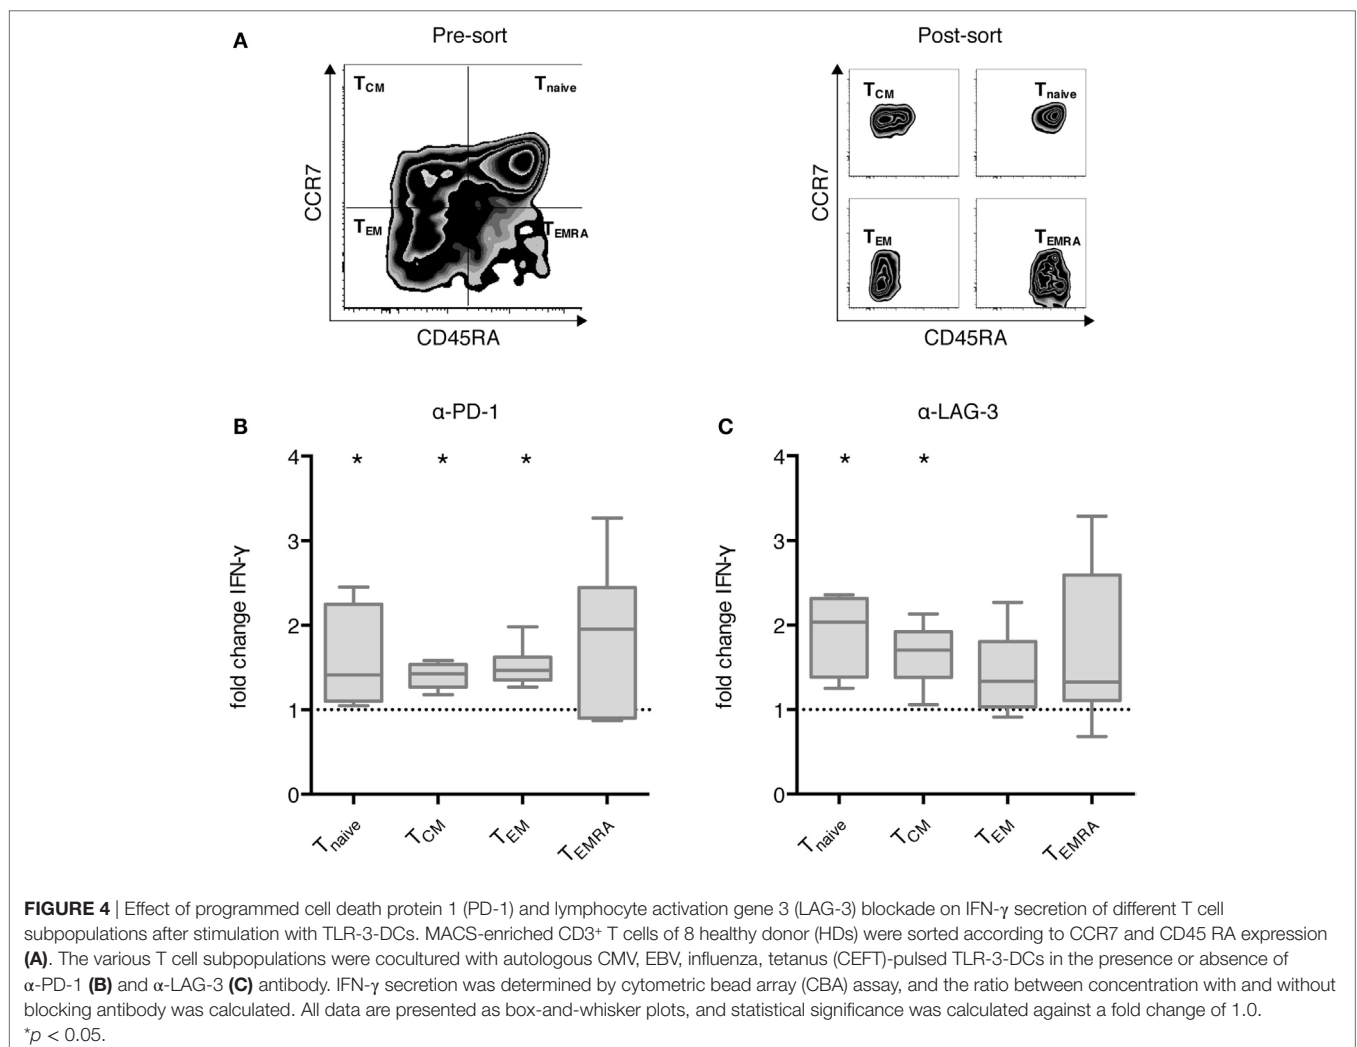 A
Pre-sort
Post-sort
TCM
Tnaive
TEM
TEMRA
CCR7
CD45RA
TCM
Tnaive
TEM
TEMRA
CCR7
CD45RA
B
α-PD-1
4
3
2
1
0
fold change IFN-γ
* * *
Tnaive
TCM
TEM
TEMRA
C
α-LAG-3
4
3
2
1
0
fold change IFN-γ
* *
Tnaive
TCM
TEM
TEMRA
FIGURE 4 | Effect of programmed cell death protein 1 (PD-1) and lymphocyte activation gene 3 (LAG-3) blockade on IFN-γ secretion of different T cell
subpopulations after stimulation with TLR-3-DCs. MACS-enriched CD3+ T cells of 8 healthy donor (HDs) were sorted according to CCR7 and CD45 RA expression
(A). The various T cell subpopulations were cocultured with autologous CMV, EBV, influenza, tetanus (CEFT)-pulsed TLR-3-DCs in the presence or absence of
α-PD-1 (B) and α-LAG-3 (C) antibody. IFN-γ secretion was determined by cytometric bead array (CBA) assay, and the ratio between concentration with and without
blocking antibody was calculated. All data are presented as box-and-whisker plots, and statistical significance was calculated against a fold change of 1.0.
*p < 0.05.